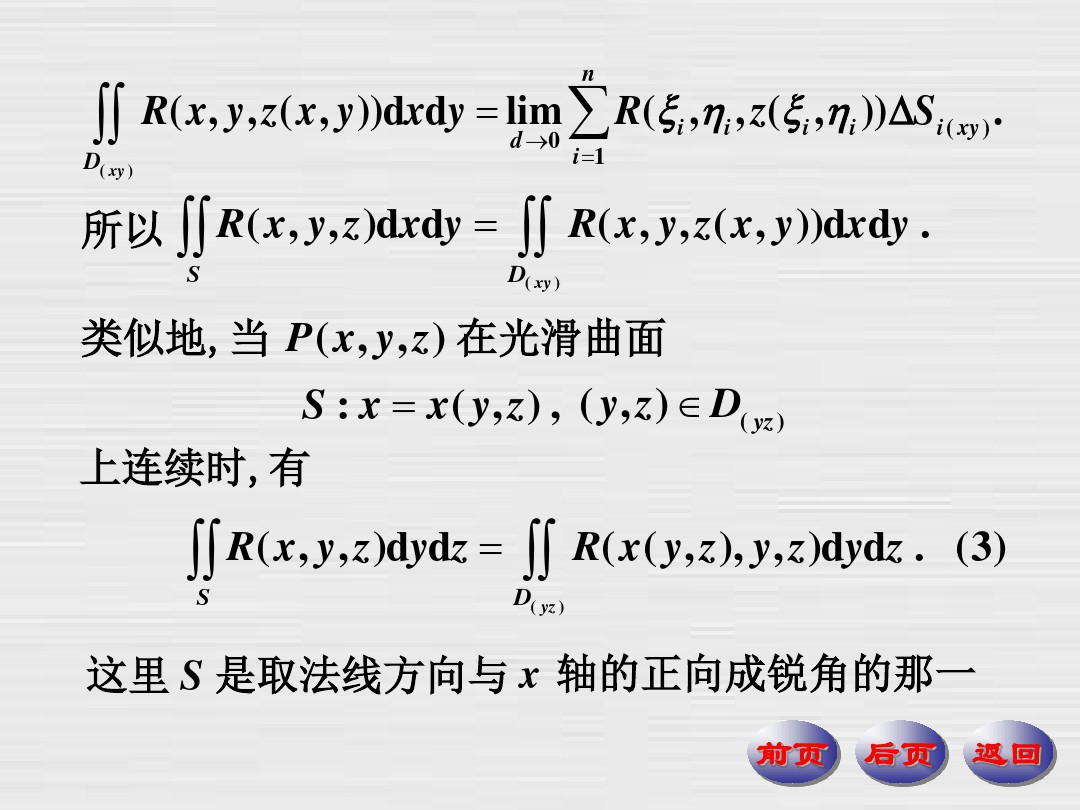 ∬_{D_{(xy)}} R(x, y, z(x, y))dxdy = lim_{d→0} ∑_{i=1}^{n} R(ξ_i, η_i, z(ξ_i, η_i))ΔS_{i(xy)}.
所以 ∬_S R(x, y, z)dxdy = ∬_{D_{(xy)}} R(x, y, z(x, y))dxdy .
类似地, 当 P(x, y, z) 在光滑曲面
S : x = x(y, z) , (y, z) ∈ D_{(yz)}
上连续时, 有
∬_S R(x, y, z)dydz = ∬_{D_{(yz)}} R(x(y, z), y, z)dydz . (3)
这里 S 是取法线方向与 x 轴的正向成锐角的那一
前页 后页 返回